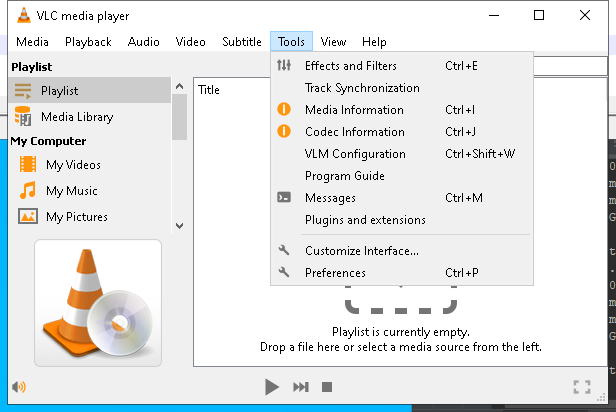 VLC media player
Media Playback Audio Video Subtitle Tools View Help
Playlist
Playlist
Media Library
My Computer
My Videos
My Music
My Pictures
Title
Effects and Filters Ctrl+E
Track Synchronization
Media Information Ctrl+I
Codec Information Ctrl+J
VLM Configuration Ctrl+Shift+W
Program Guide
Messages Ctrl+M
Plugins and extensions
Customize Interface...
Preferences Ctrl+P
Playlist is currently empty.
Drop a file here or select a media source from the left.